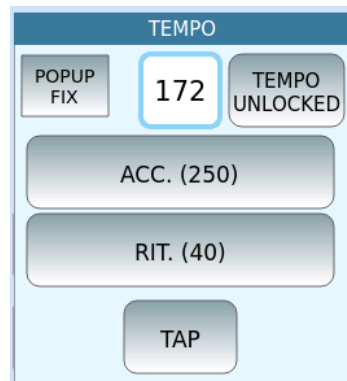 TEMPO
POPUP
FIX
172
TEMPO
UNLOCKED
ACC. (250)
RIT. (40)
TAP